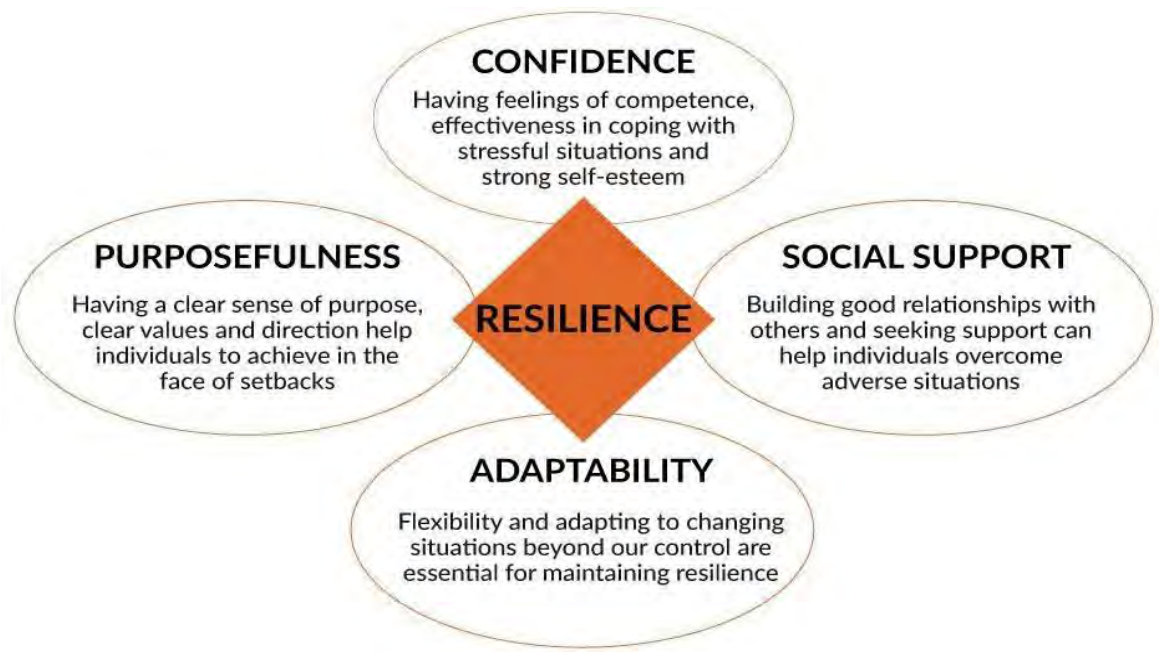 CONFIDENCE
Having feelings of competence,
effectiveness in coping with
stressful situations and
strong self-esteem
PURPOSEFULNESS
Having a clear sense of purpose,
clear values and direction help
individuals to achieve in the
face of setbacks
RESILIENCE
SOCIAL SUPPORT
Building good relationships with
others and seeking support can
help individuals overcome
adverse situations
ADAPTABILITY
Flexibility and adapting to changing
situations beyond our control are
essential for maintaining resilience